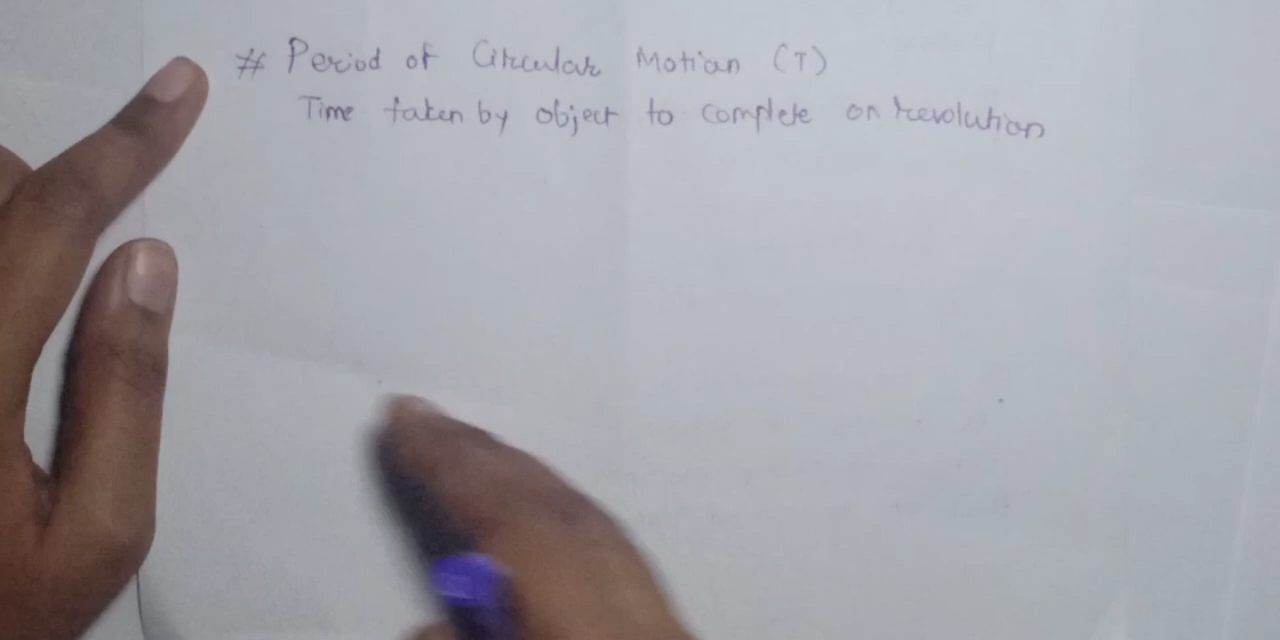 # Period of Circular Motion (T)
Time taken by object to complete on revolution